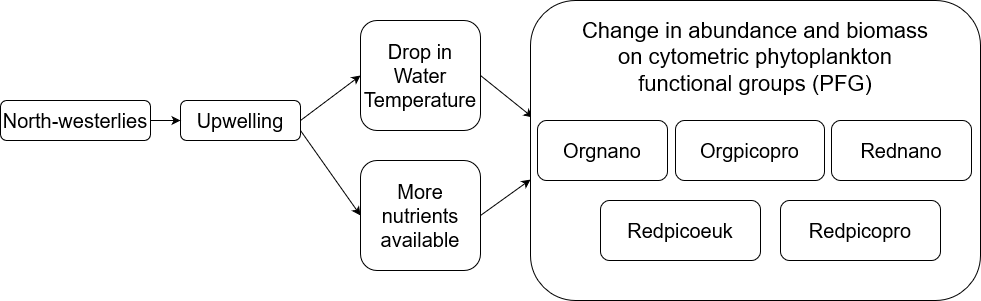 North-westerlies
Upwelling
Drop in
Water
Temperature
More
nutrients
available
Change in abundance and biomass
on cytometric phytoplankton
functional groups (PFG)
Orgnano
Orgpicopro
Rednano
Redpicoeuk
Redpicopro